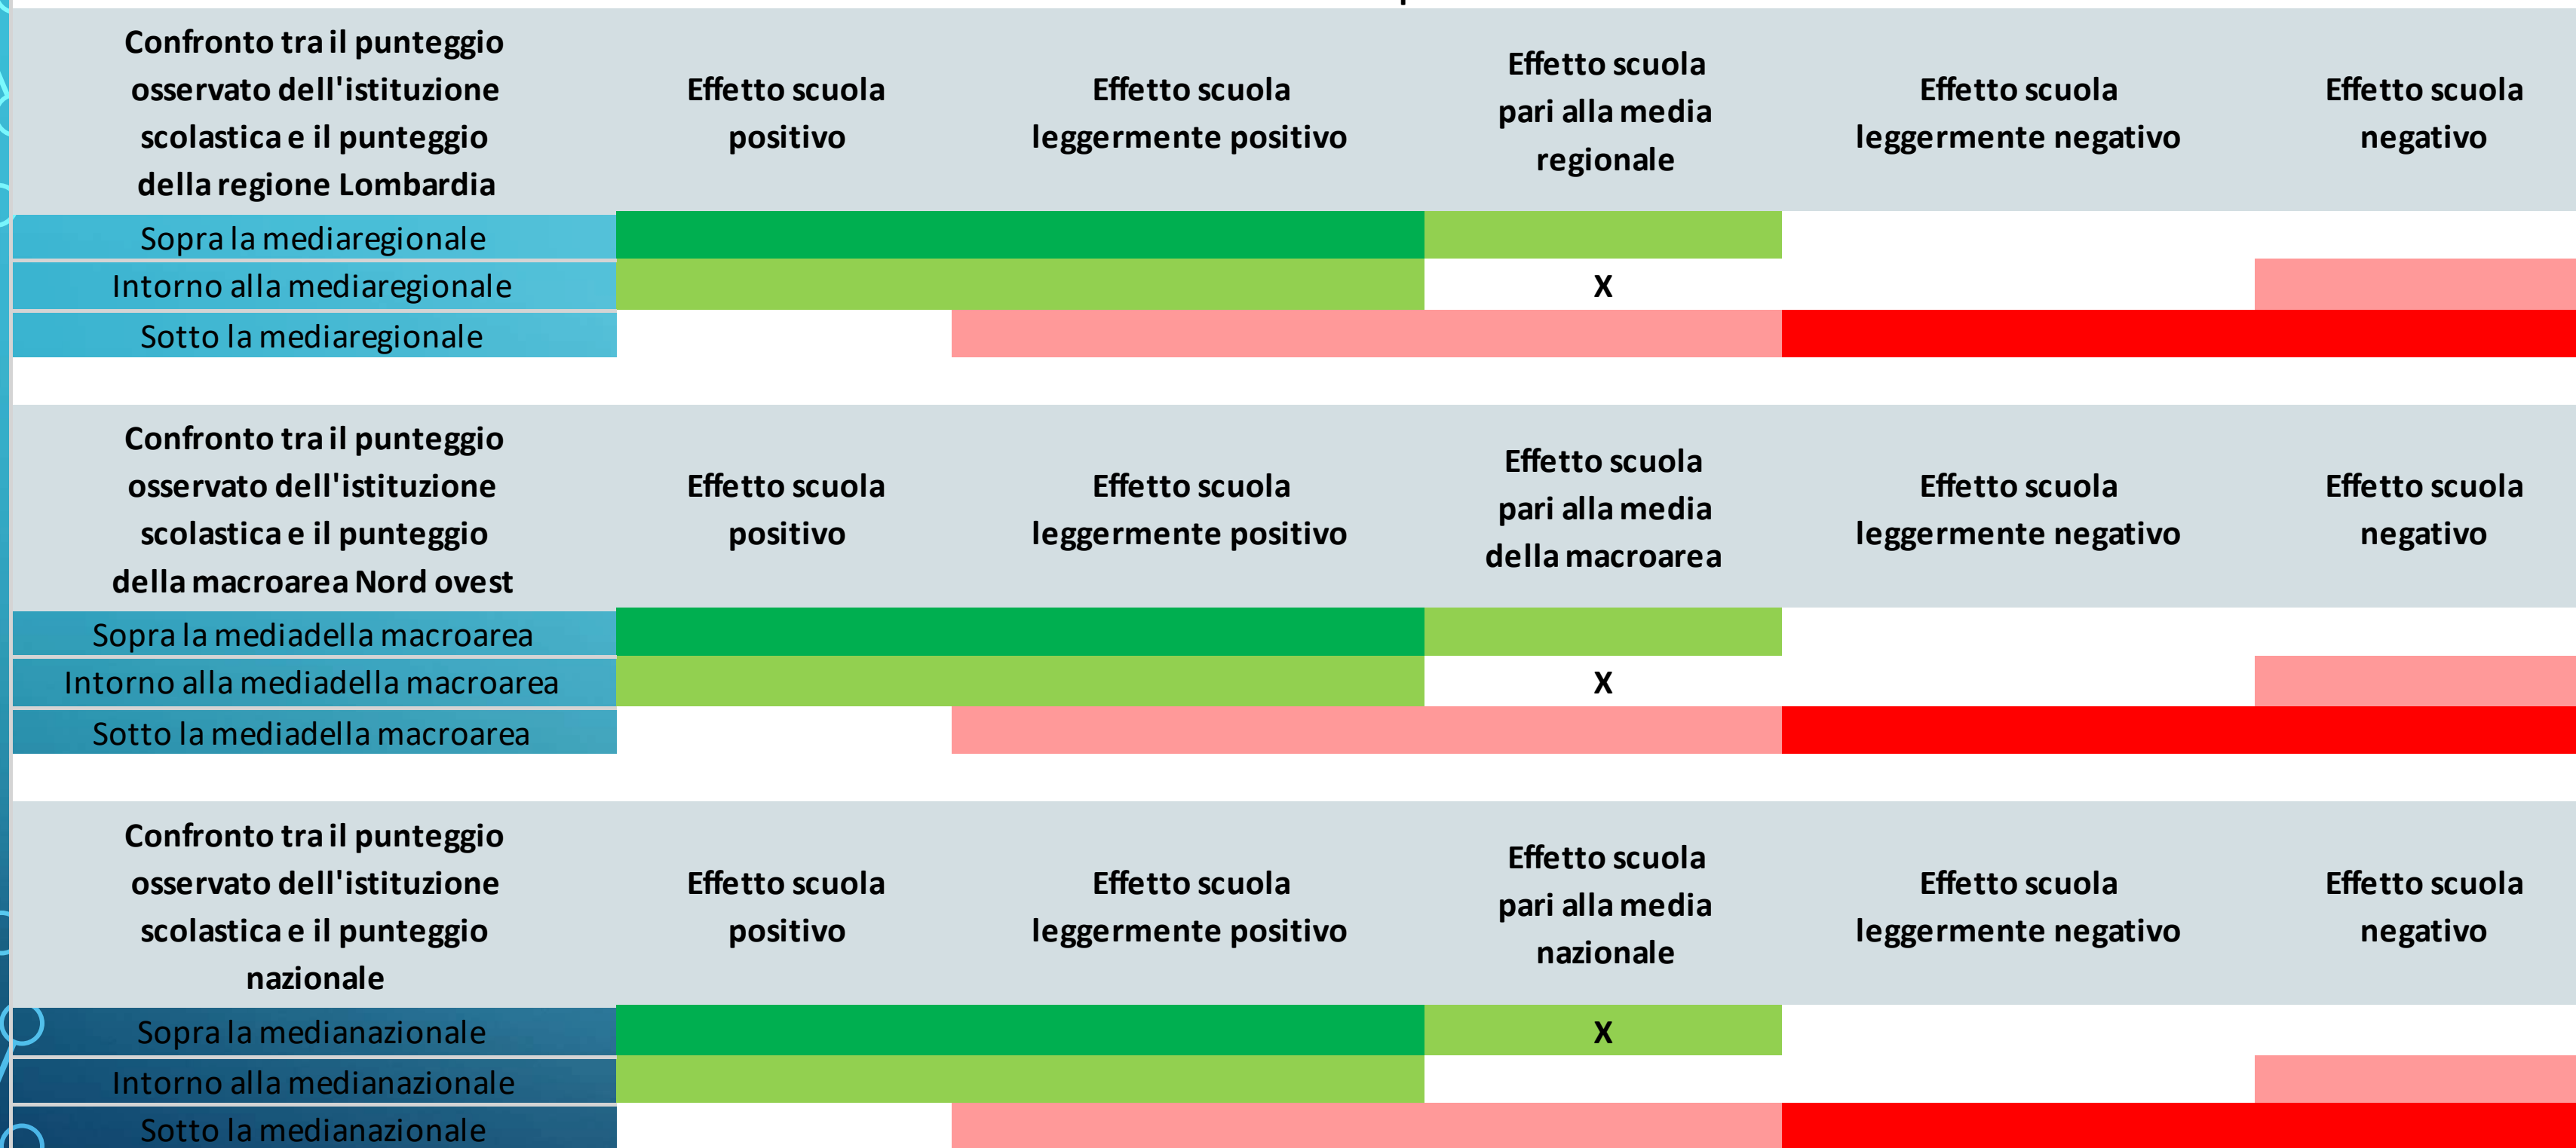 Confronto tra il punteggio
osservato dell'istituzione
scolastica e il punteggio
della regione Lombardia
Effetto scuola
positivo
Effetto scuola
leggermente positivo
Effetto scuola
pari alla media
regionale
Effetto scuola
leggermente negativo
Effetto scuola
negativo
Sopra la mediaregionale
Intorno alla mediaregionale
X
Sotto la mediaregionale
Confronto tra il punteggio
osservato dell'istituzione
scolastica e il punteggio
della macroarea Nord ovest
Effetto scuola
positivo
Effetto scuola
leggermente positivo
Effetto scuola
pari alla media
della macroarea
Effetto scuola
leggermente negativo
Effetto scuola
negativo
Sopra la mediadella macroarea
Intorno alla mediadella macroarea
X
Sotto la mediadella macroarea
Confronto tra il punteggio
osservato dell'istituzione
scolastica e il punteggio
nazionale
Effetto scuola
positivo
Effetto scuola
leggermente positivo
Effetto scuola
pari alla media
nazionale
Effetto scuola
leggermente negativo
Effetto scuola
negativo
Sopra la medianazionale
X
Intorno alla medianazionale
Sotto la medianazionale